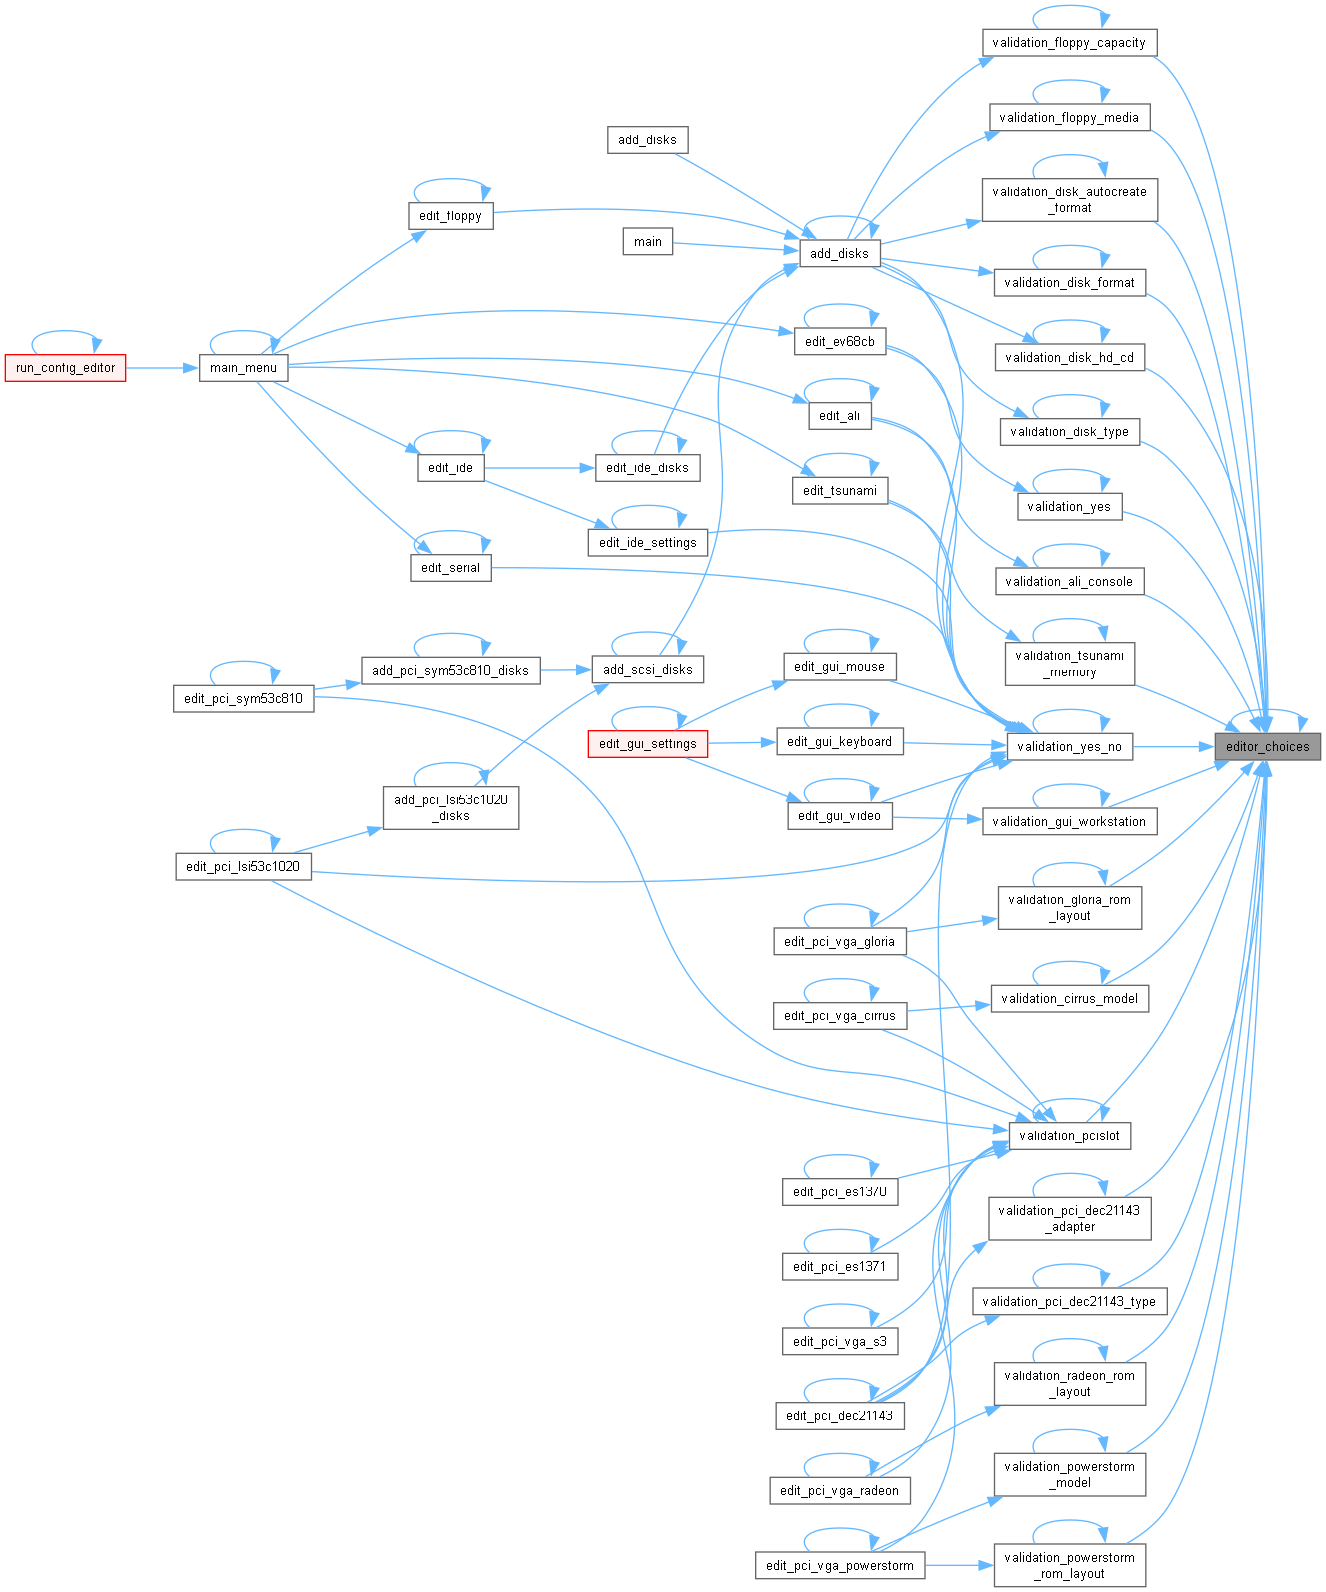 validation_floppy_capacity
validation_floppy_media
add_disks
validation_disk_autocreate
_format
edit_floppy
main
add_disks
validation_disk_format
edit_ev68cb
validation_disk_hd_cd
run_config_editor
main_menu
edit_ali
validation_disk_type
edit_ide
edit_ide_disks
edit_tsunami
validation_yes
edit_ide_settings
edit_serial
validation_ali_console
validation_tsunami
_memory
add_pci_sym53c810_disks
add_scsi_disks
edit_gui_mouse
edit_pci_sym53c810
edit_gui_settings
edit_gui_keyboard
validation_yes_no
editor_choices
add_pci_lsi53c1020
_disks
edit_gui_video
validation_gui_workstation
edit_pci_lsi53c1020
validation_gloria_rom
_layout
edit_pci_vga_gloria
validation_cirrus_model
edit_pci_vga_cirrus
validation_pcislot
edit_pci_es1370
validation_pci_dec21143
_adapter
edit_pci_es1371
validation_pci_dec21143_type
edit_pci_vga_s3
validation_radeon_rom
_layout
edit_pci_dec21143
validation_powerstorm
_model
edit_pci_vga_radeon
validation_powerstorm
_rom_layout
edit_pci_vga_powerstorm